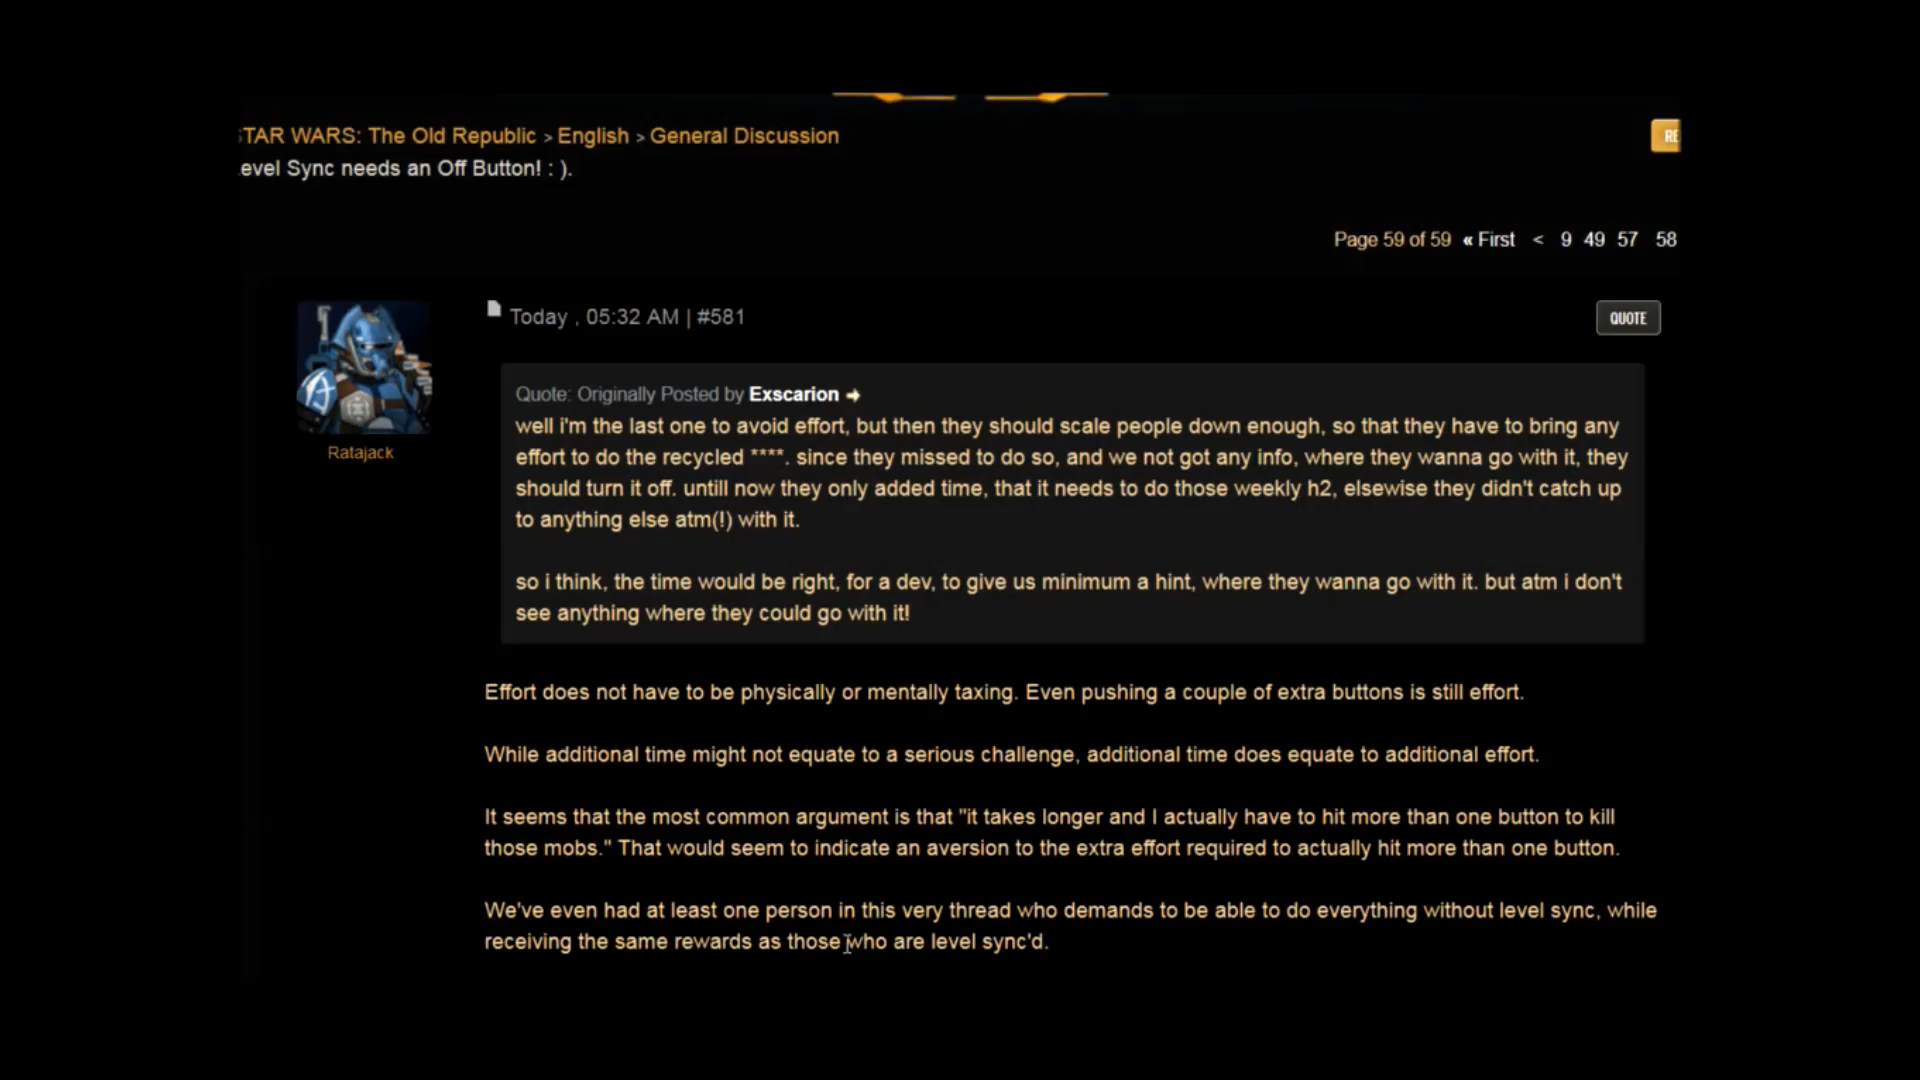 TAR WARS: The Old Republic > English > General Discussion
RE
evel Sync needs an Off Button! : ).
Page 59 of 59 « First < 9 49 57 58
Today , 05:32 AM | #581
QUOTE
Ratajack
Quote: Originally Posted by Exscarion
well i'm the last one to avoid effort, but then they should scale people down enough, so that they have to bring any
effort to do the recycled ****. since they missed to do so, and we not got any info, where they wanna go with it, they
should turn it off. untill now they only added time, that it needs to do those weekly h2, elsewise they didn't catch up
to anything else atm(!) with it.
so i think, the time would be right, for a dev, to give us minimum a hint, where they wanna go with it. but atm i don't
see anything where they could go with it!
Effort does not have to be physically or mentally taxing. Even pushing a couple of extra buttons is still effort.
While additional time might not equate to a serious challenge, additional time does equate to additional effort.
It seems that the most common argument is that "it takes longer and I actually have to hit more than one button to kill
those mobs." That would seem to indicate an aversion to the extra effort required to actually hit more than one button.
We've even had at least one person in this very thread who demands to be able to do everything without level sync, while
receiving the same rewards as those who are level sync'd.